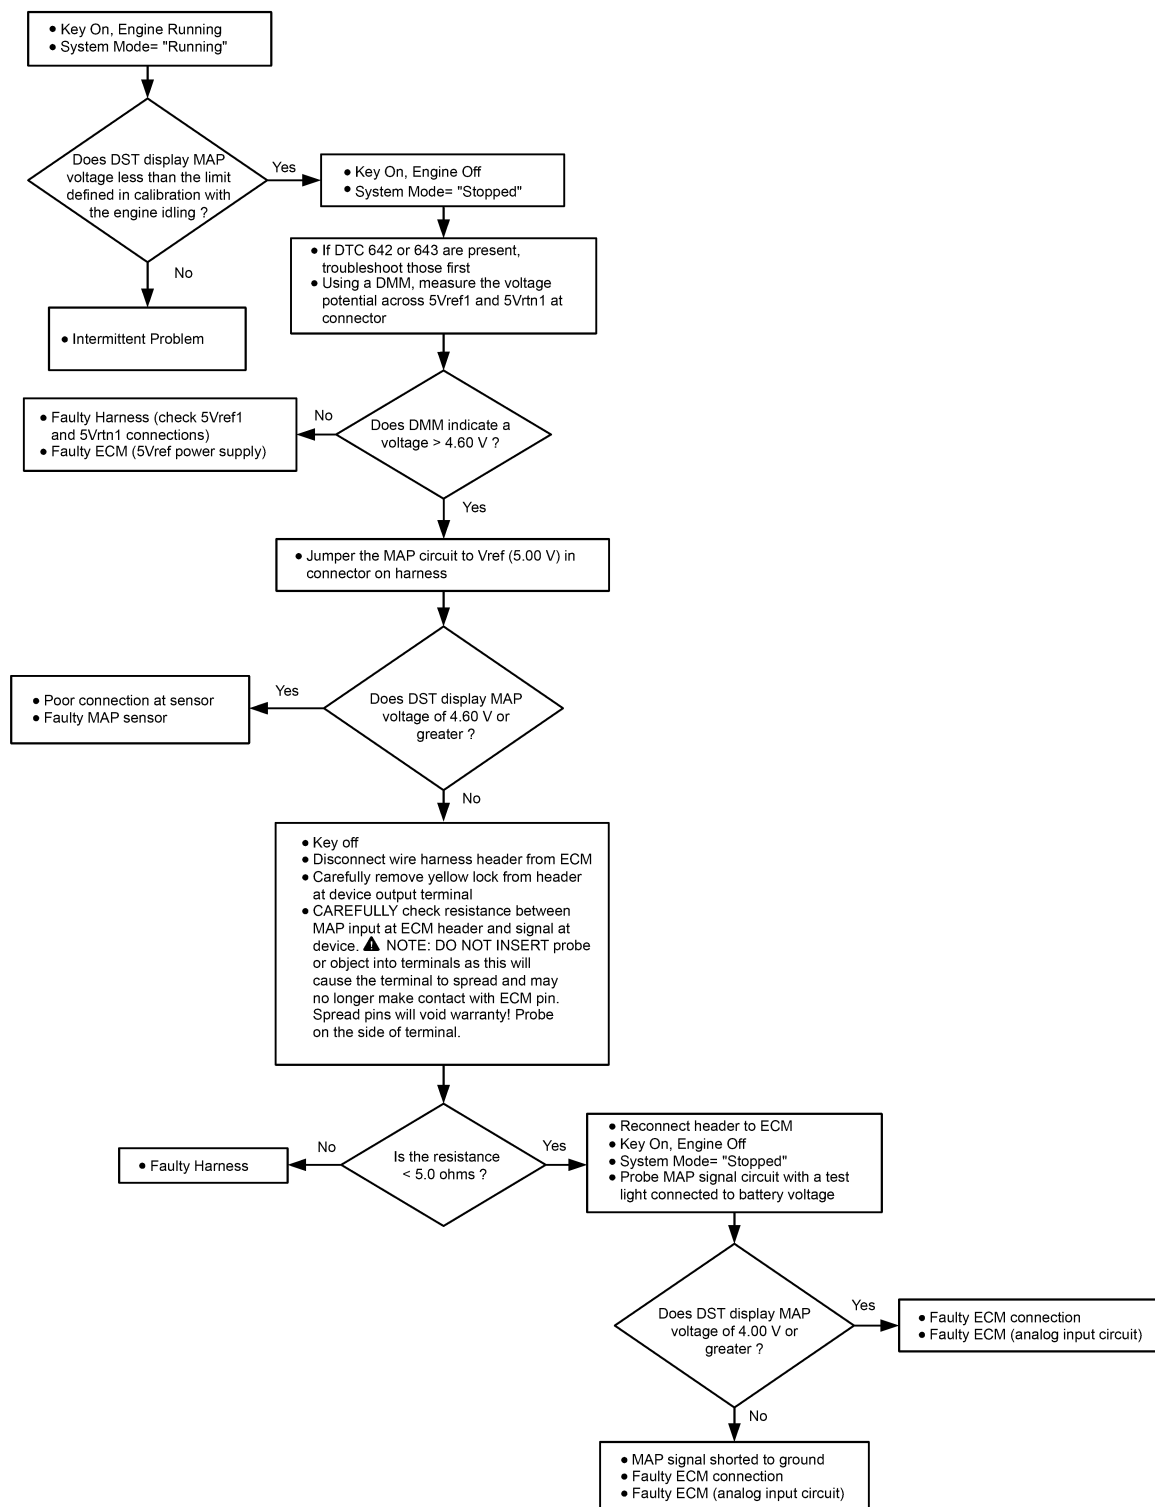 ● Key On, Engine Running
● System Mode= "Running"
Does DST display MAP
voltage less than the limit
defined in calibration with
the engine idling ?
Yes
● Key On, Engine Off
● System Mode= "Stopped"
● If DTC 642 or 643 are present,
troubleshoot those first
● Using a DMM, measure the voltage
potential across 5Vref1 and 5Vrtn1 at
connector
No
● Intermittent Problem
Does DMM indicate a
voltage > 4.60 V ?
No
● Faulty Harness (check 5Vref1
and 5Vrtn1 connections)
● Faulty ECM (5Vref power supply)
Yes
● Jumper the MAP circuit to Vref (5.00 V) in
connector on harness
Does DST display MAP
voltage of 4.60 V or
greater ?
Yes
● Poor connection at sensor
● Faulty MAP sensor
No
● Key off
● Disconnect wire harness header from ECM
● Carefully remove yellow lock from header
at device output terminal
● CAREFULLY check resistance between
MAP input at ECM header and signal at
device. ⚠ NOTE: DO NOT INSERT probe
or object into terminals as this will
cause the terminal to spread and may
no longer make contact with ECM pin.
Spread pins will void warranty! Probe
on the side of terminal.
Is the resistance
< 5.0 ohms ?
No
● Faulty Harness
Yes
● Reconnect header to ECM
● Key On, Engine Off
● System Mode= "Stopped"
● Probe MAP signal circuit with a test
light connected to battery voltage
Does DST display MAP
voltage of 4.00 V or
greater ?
Yes
● Faulty ECM connection
● Faulty ECM (analog input circuit)
No
● MAP signal shorted to ground
● Faulty ECM connection
● Faulty ECM (analog input circuit)